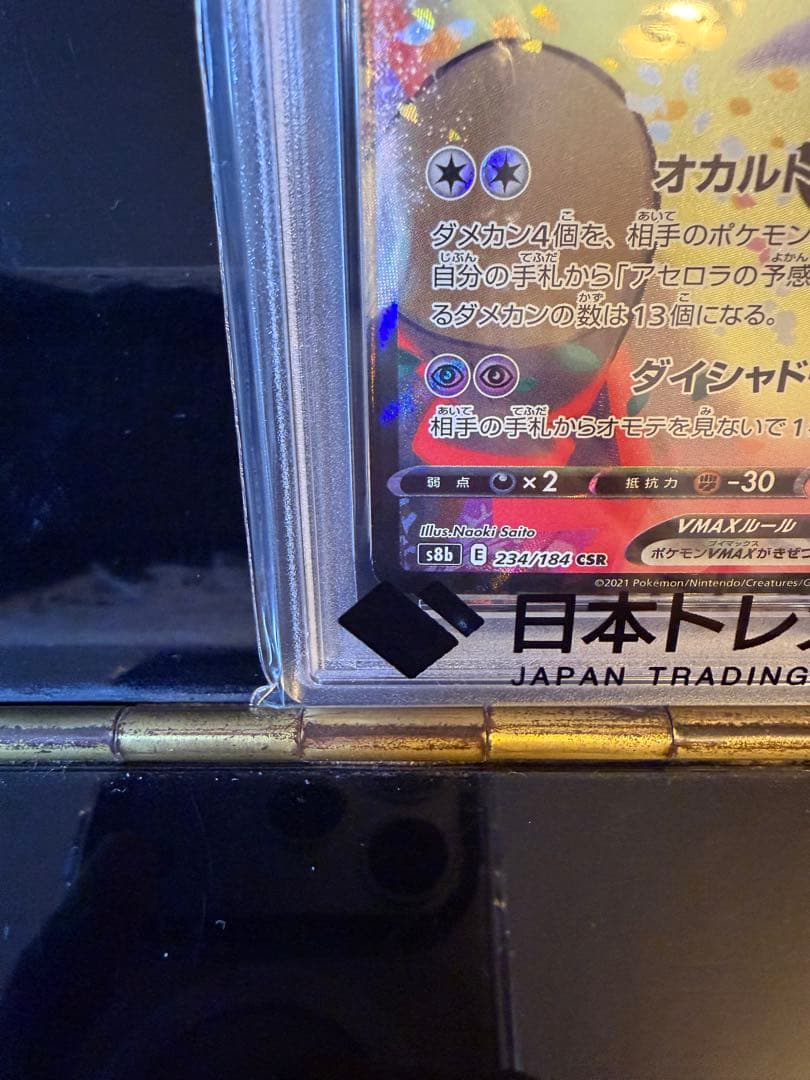 オカルト
ダメカン4個を、相手のポケモン
自分の手札から「アセロラの予感
るダメカンの数は13個になる。
ダイシャド
相手の手札からオモテを見ないで1
弱点 ×2 抵抗力 -30
Illus.Naoki Saito
VMAXルール
s8b E 234/184 CSR
ポケモンVMAXがきぜつ
©2021 Pokémon/Nintendo/Creatures/G
日本トレカ
JAPAN TRADING